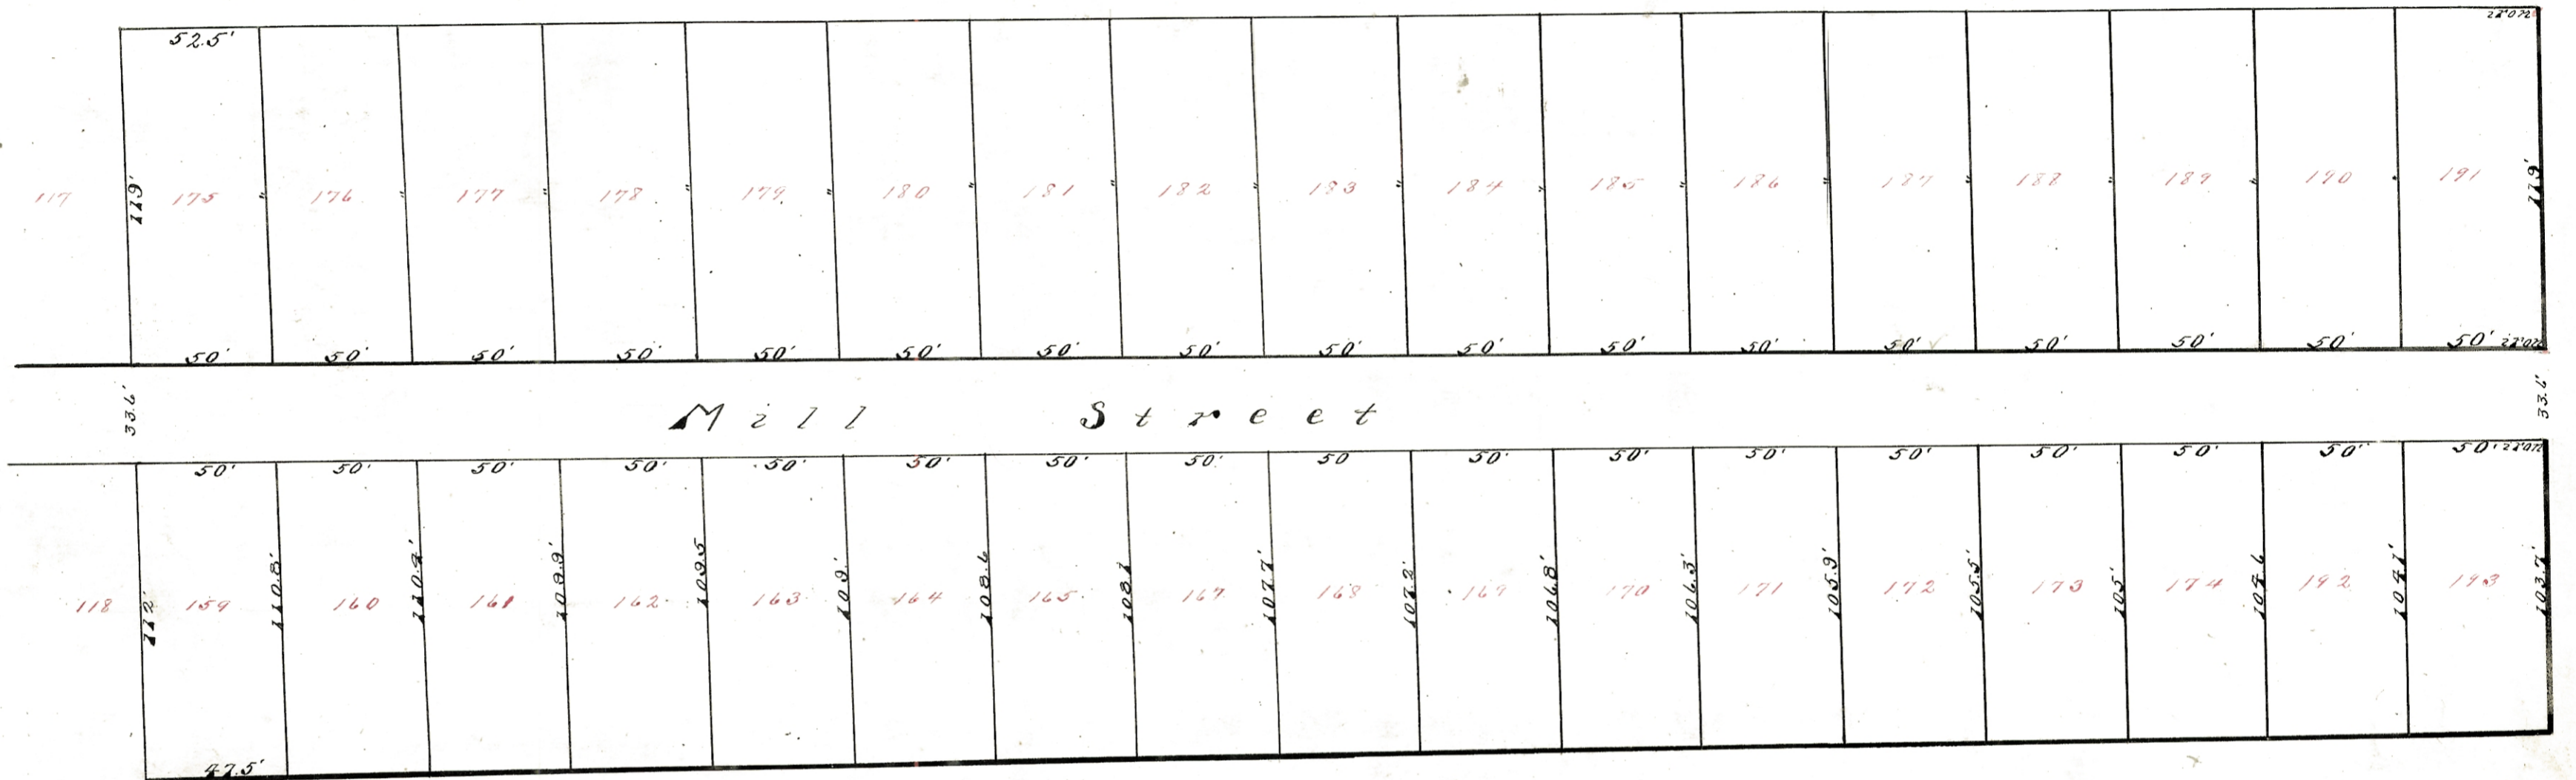 52.5'
117 119' 175 " 176 " 177 " 178 " 179 " 180 " 181 " 182 " 183 " 184 " 185 " 186 " 187 " 188 " 189 " 190 " 191 119'
50' 50' 50' 50' 50' 50' 50' 50' 50' 50' 50' 50' 50' 50' 50' 50' 50'
33.6' Mill Street 33.6'
50' 50' 50' 50' 50' 50' 50' 50' 50 50' 50' 50' 50' 50' 50' 50' 50'
118 112' 159 110.8' 160 110.4' 161 109.9' 162 109.5 163 109' 164 108.6' 165 108.1 167 107.7' 168 107.2' 169 106.8' 170 106.3' 171 105.9' 172 105.5' 173 105' 174 104.6 192 104.1' 193 103.7'
47.5'